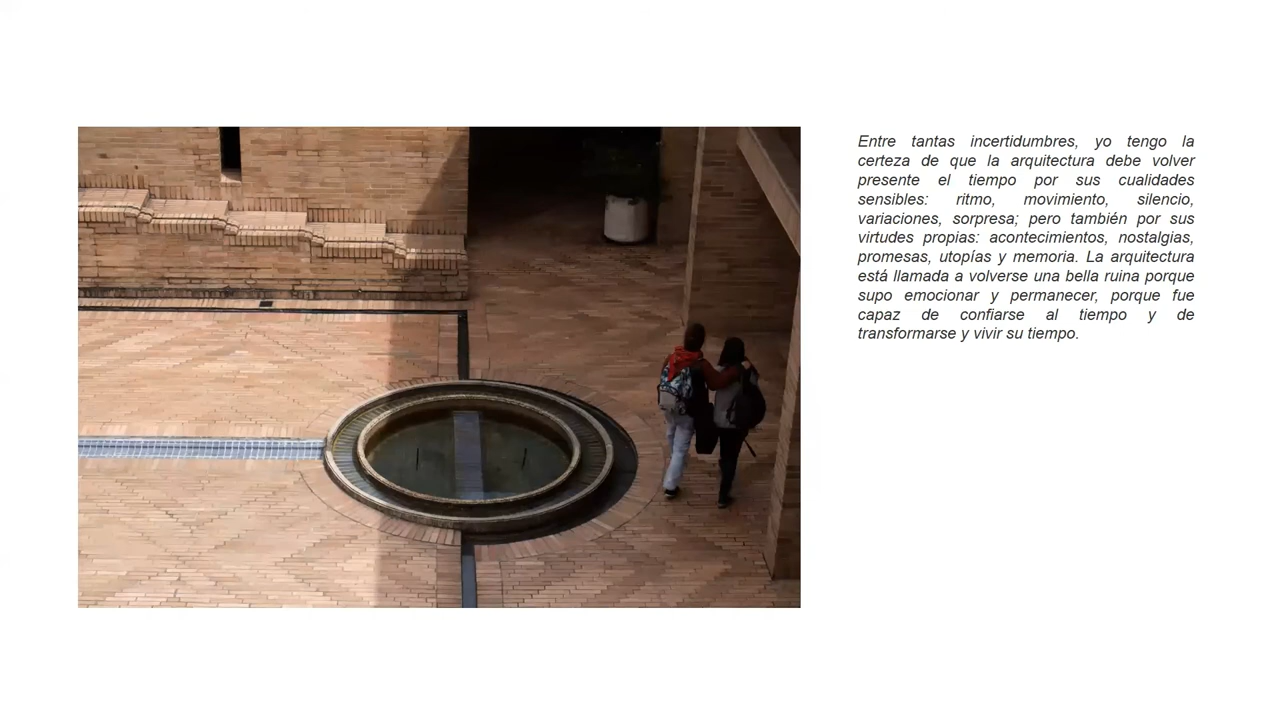 Entre tantas incertidumbres, yo tengo la
certeza de que la arquitectura debe volver
presente el tiempo por sus cualidades
sensibles: ritmo, movimiento, silencio,
variaciones, sorpresa; pero también por sus
virtudes propias: acontecimientos, nostalgias,
promesas, utopías y memoria. La arquitectura
está llamada a volverse una bella ruina porque
supo emocionar y permanecer, porque fue
capaz de confiarse al tiempo y de
transformarse y vivir su tiempo.